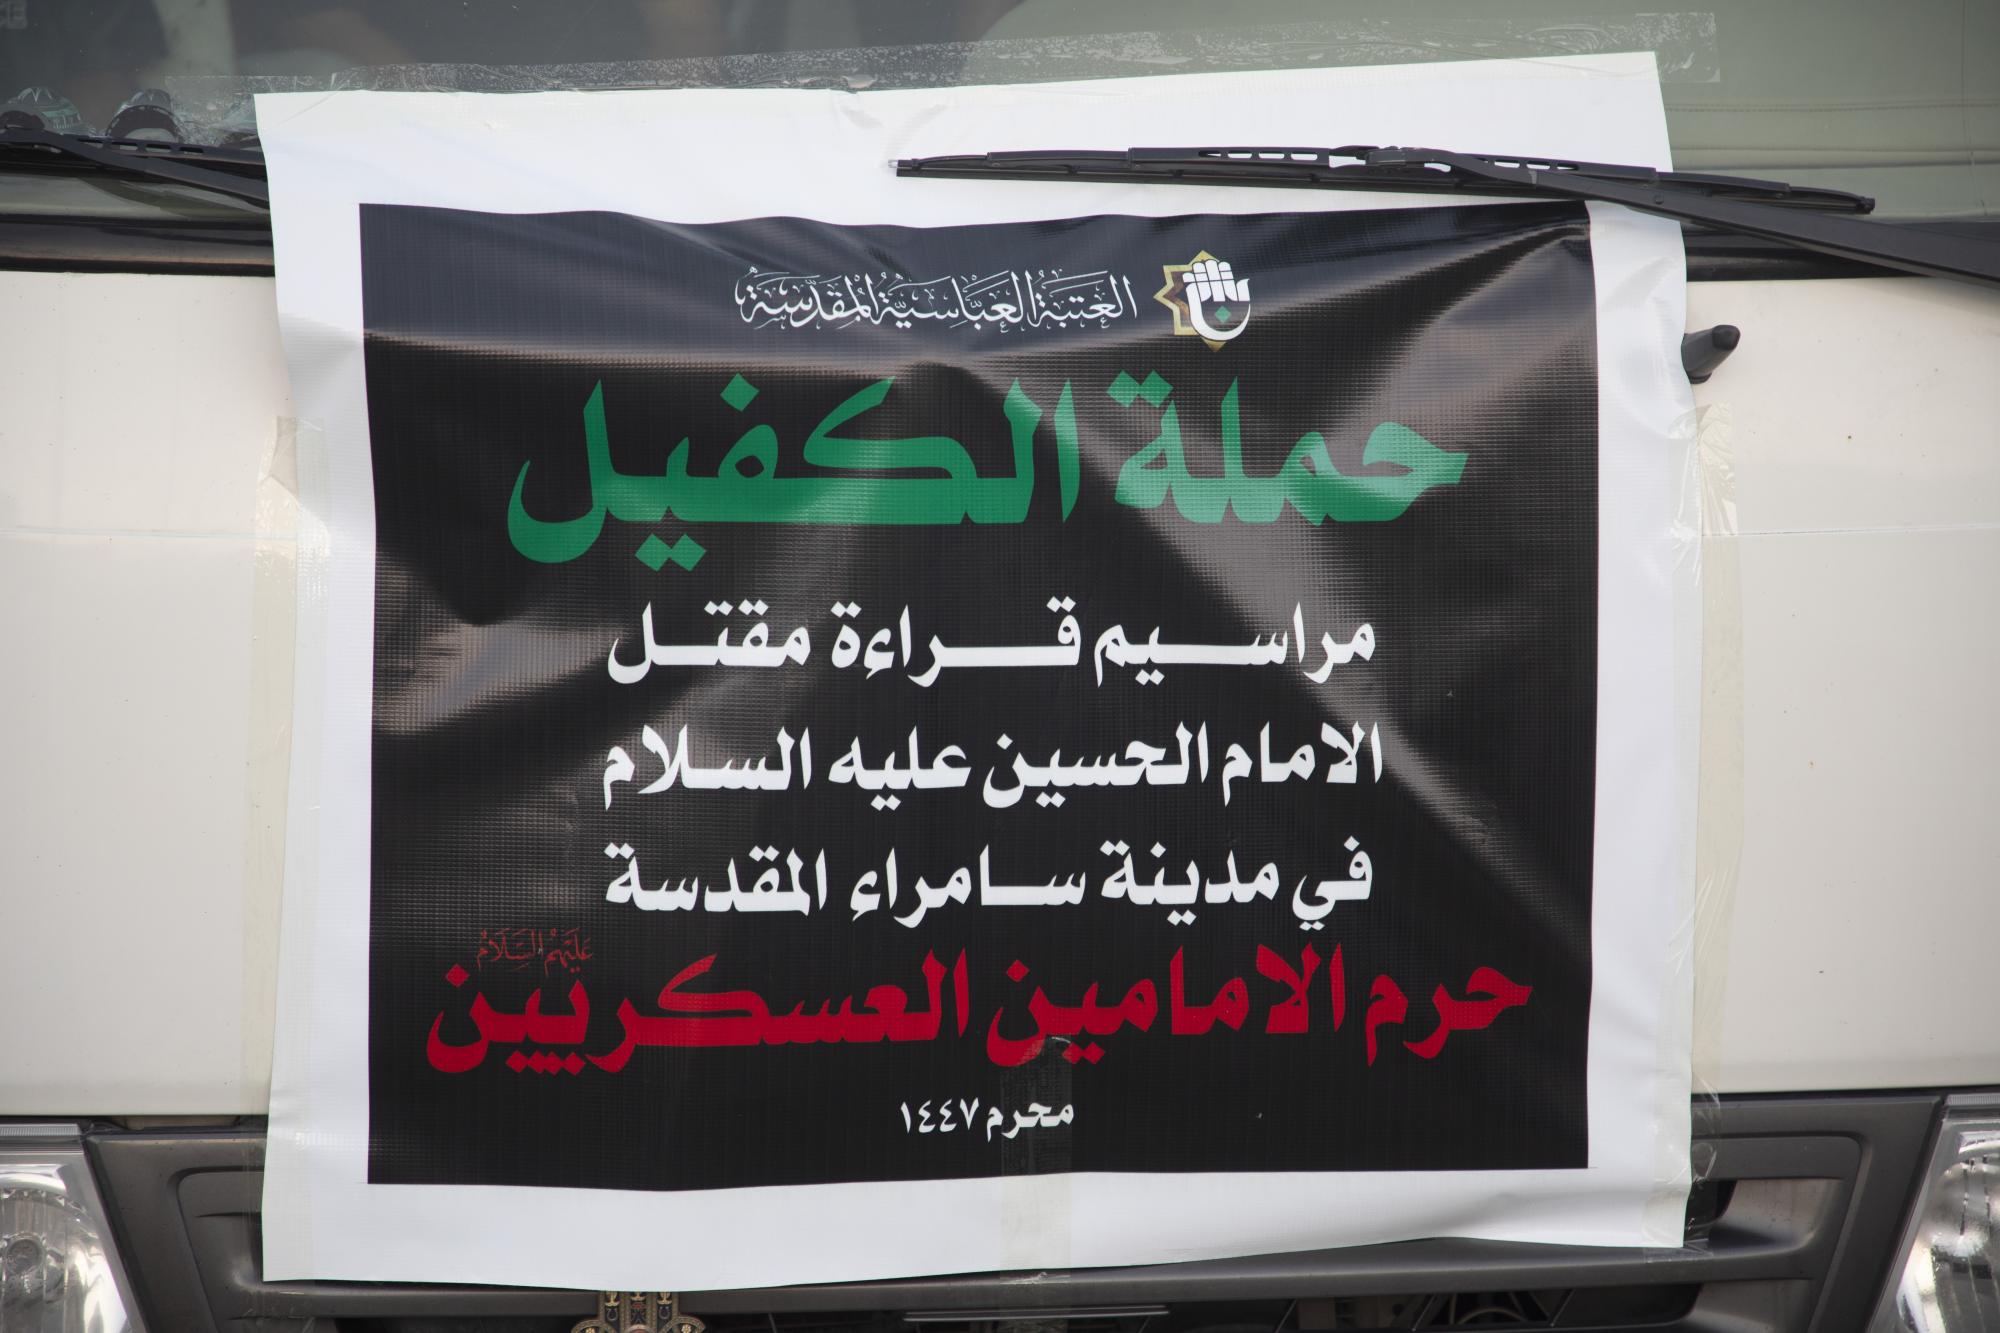 العتبة العباسية المقدسة
حملة الكفيل
مراسيم قراءة مقتل
الامام الحسين عليه السلام
في مدينة سامراء المقدسة
عليهم السلام
حرم الامامين العسكريين
محرم ١٤٤٧